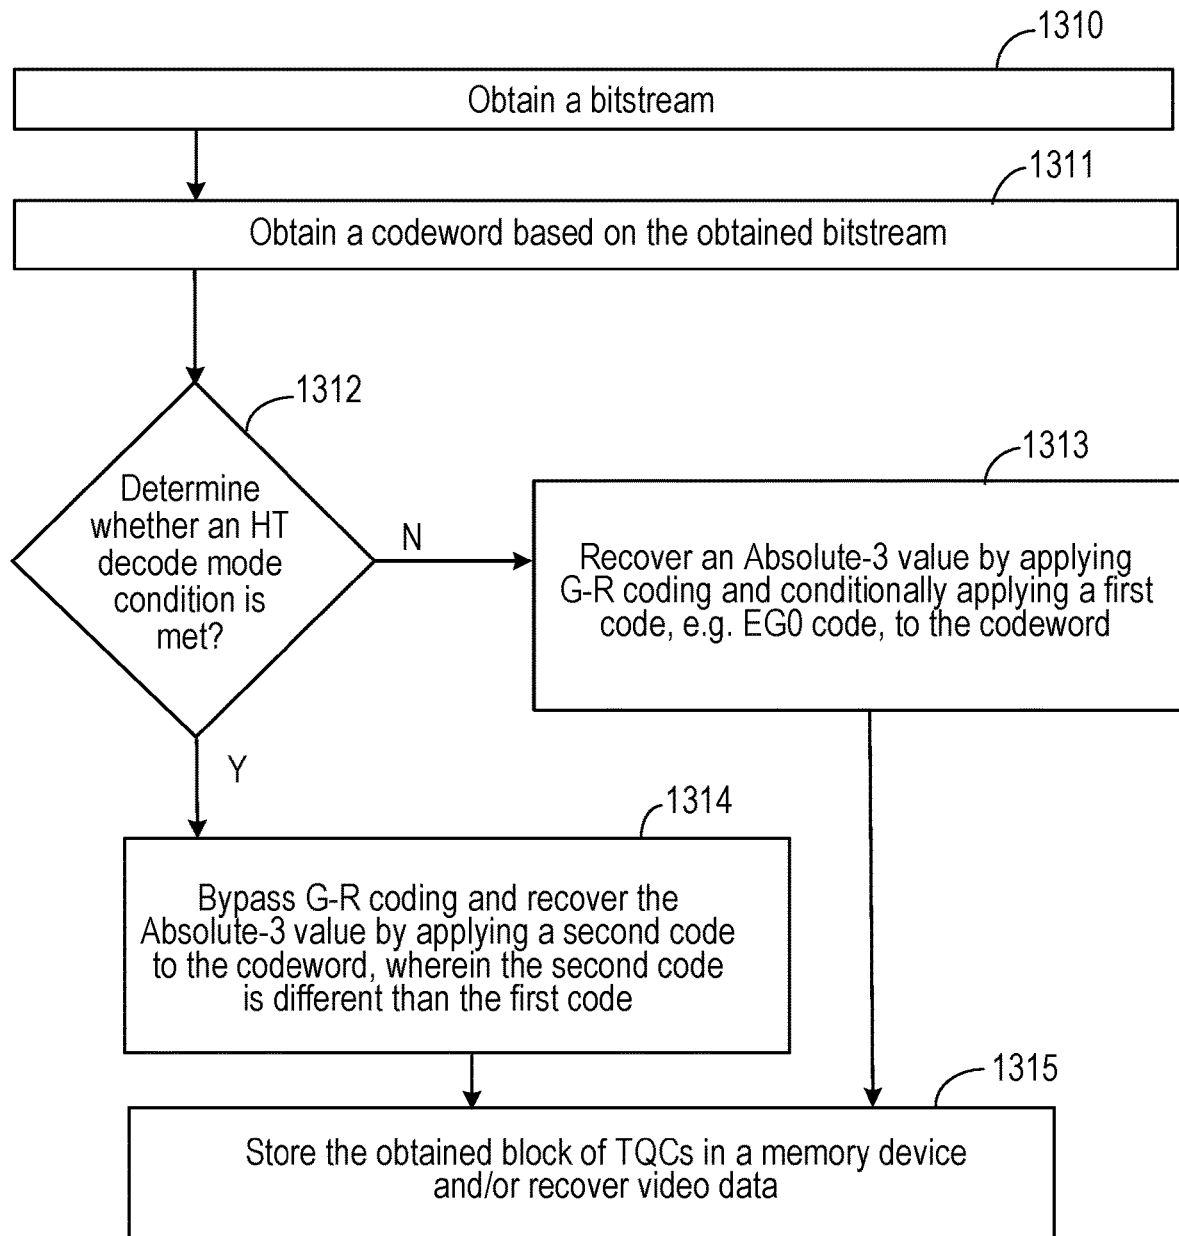 1310
Obtain a bitstream
1311
Obtain a codeword based on the obtained bitstream
1312
Determine
whether an HT
decode mode
condition is
met?
N
1313
Recover an Absolute-3 value by applying
G-R coding and conditionally applying a first
code, e.g. EG0 code, to the codeword
Y
1314
Bypass G-R coding and recover the
Absolute-3 value by applying a second code
to the codeword, wherein the second code
is different than the first code
1315
Store the obtained block of TQCs in a memory device
and/or recover video data